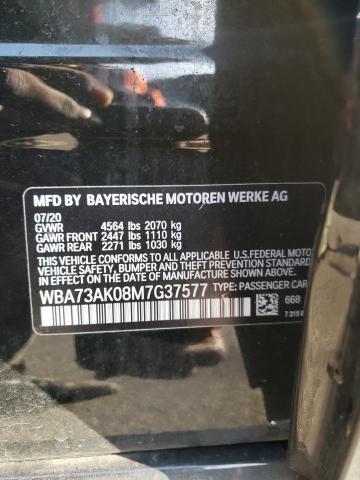 MFD BY BAYERISCHE MOTOREN WERKE AG
07/20
GVWR 4564 lbs 2070 kg
GAWR FRONT 2447 lbs 1110 kg
GAWR REAR 2271 lbs 1030 kg
THIS VEHICLE CONFORMS TO ALL APPLICABLE U.S. FEDERAL MOTOR
VEHICLE SAFETY, BUMPER, AND THEFT PREVENTION STANDARDS
IN EFFECT ON THE DATE OF MANUFACTURE SHOWN ABOVE.
WBA73AK08M7G37577 TYPE: PASSENGER CAR
668